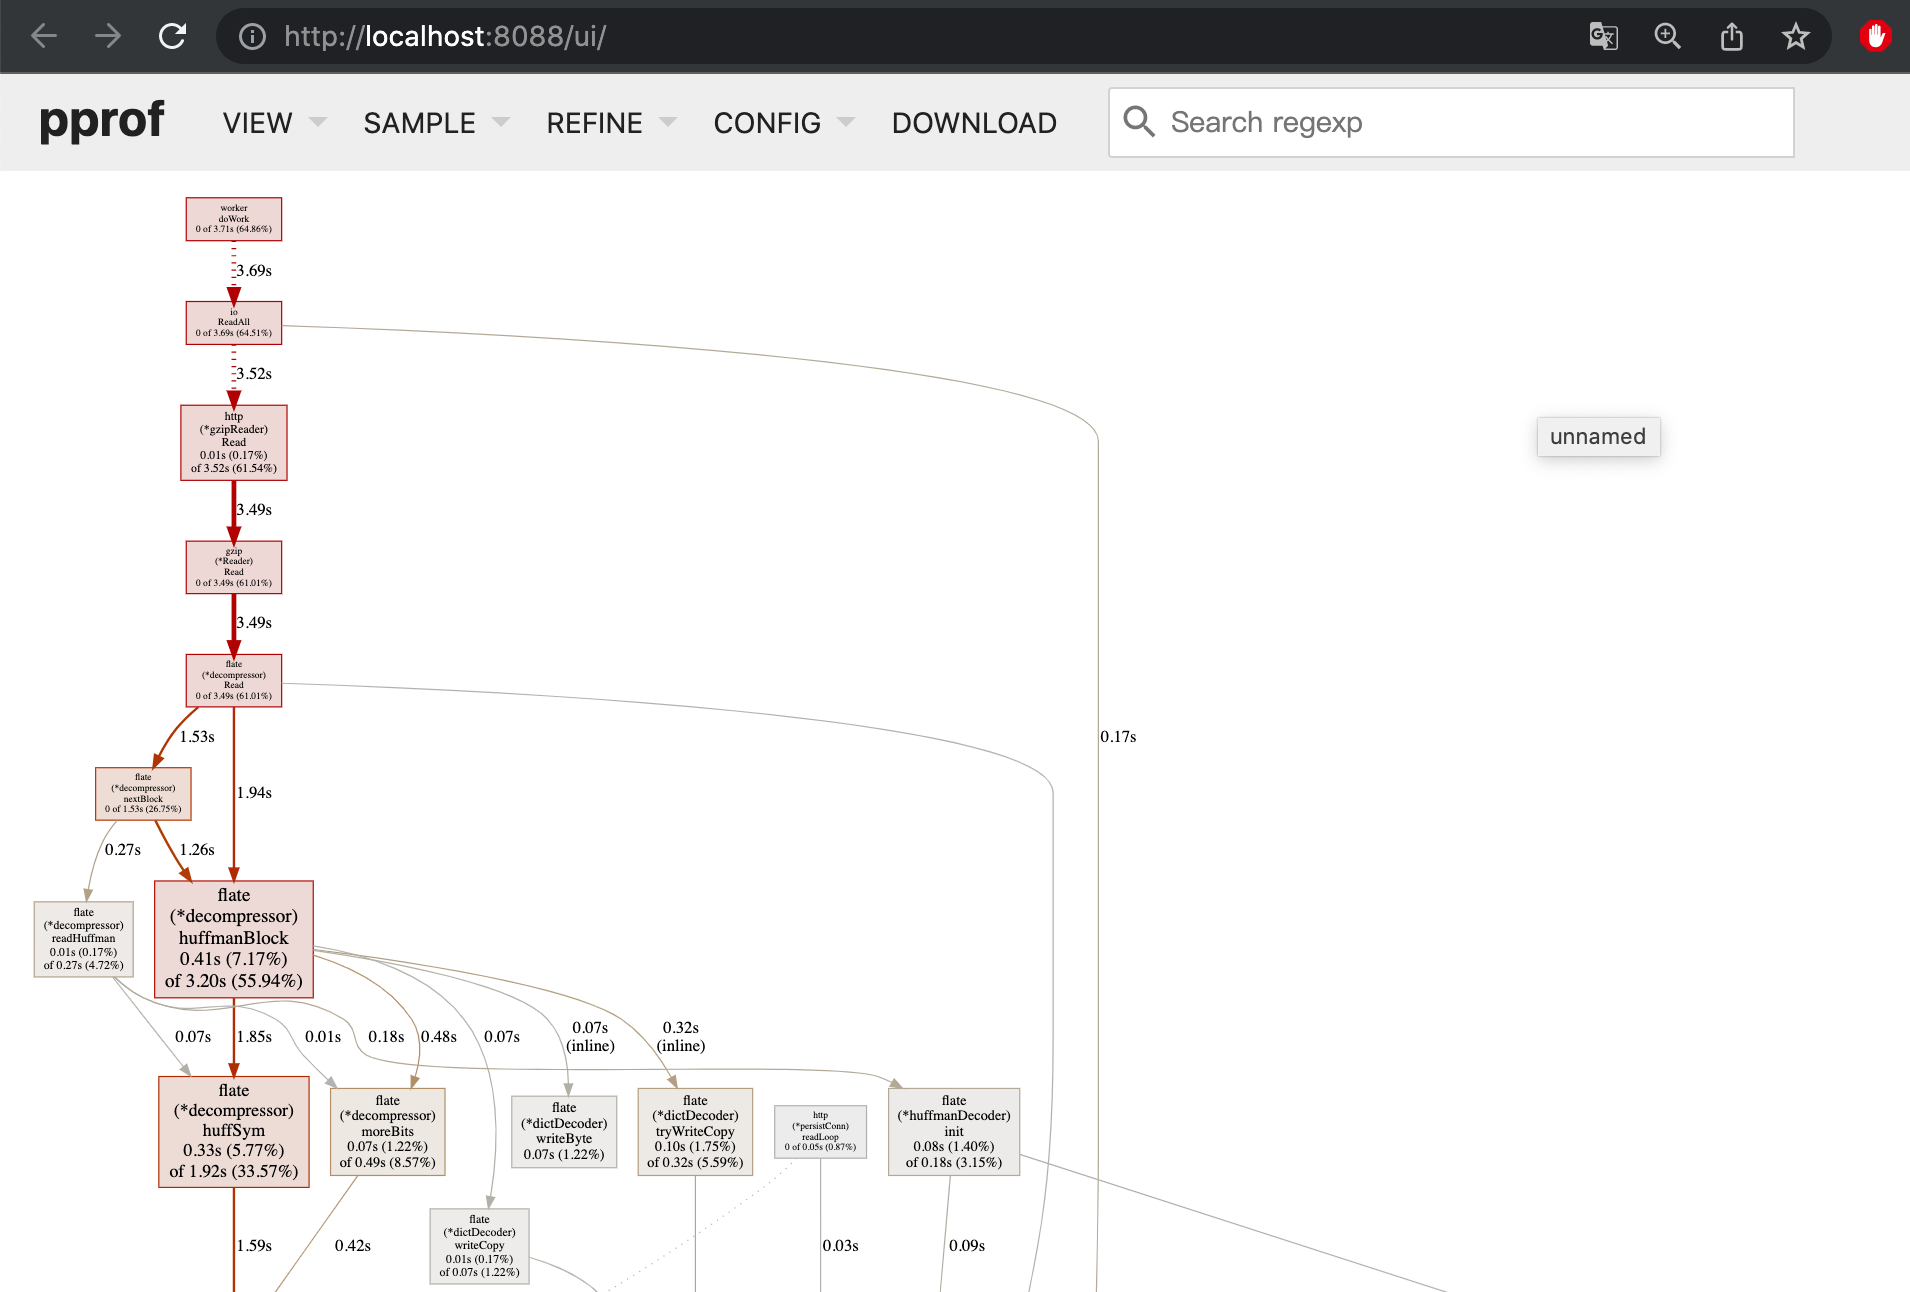 http://localhost:8088/ui/
pprof
VIEW
SAMPLE
REFINE
CONFIG
DOWNLOAD
Search regexp
worker
doWork
0 of 3.71s (64.86%)
3.69s
io
ReadAll
0 of 3.69s (64.51%)
3.52s
http
(*gzipReader)
Read
0.01s (0.17%)
of 3.52s (61.54%)
unnamed
3.49s
gzip
(*Reader)
Read
0 of 3.49s (61.01%)
3.49s
flate
(*decompressor)
Read
0 of 3.49s (61.01%)
1.53s
0.17s
flate
(*decompressor)
nextBlock
0 of 1.53s (26.75%)
1.94s
0.27s
1.26s
flate
(*decompressor)
readHuffman
0.01s (0.17%)
of 0.27s (4.72%)
flate
(*decompressor)
huffmanBlock
0.41s (7.17%)
of 3.20s (55.94%)
0.07s
1.85s
0.01s
0.18s
0.48s
0.07s
0.07s
(inline)
0.32s
(inline)
flate
(*decompressor)
huffSym
0.33s (5.77%)
of 1.92s (33.57%)
flate
(*decompressor)
moreBits
0.07s (1.22%)
of 0.49s (8.57%)
flate
(*dictDecoder)
writeByte
0.07s (1.22%)
flate
(*dictDecoder)
tryWriteCopy
0.10s (1.75%)
of 0.32s (5.59%)
http
(*persistConn)
readLoop
0 of 0.05s (0.87%)
flate
(*huffmanDecoder)
init
0.08s (1.40%)
of 0.18s (3.15%)
1.59s
0.42s
flate
(*dictDecoder)
writeCopy
0.01s (0.17%)
of 0.07s (1.22%)
0.03s
0.09s